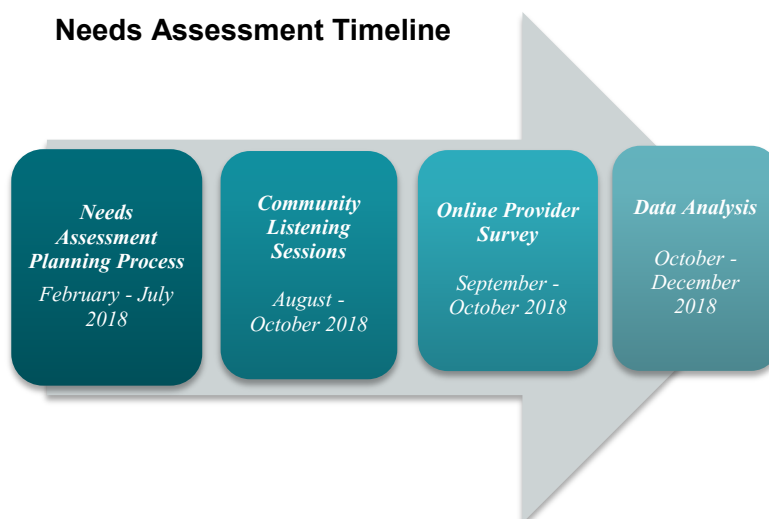 Needs Assessment Timeline
Needs
Assessment
Planning Process
February - July
2018
Community
Listening
Sessions
August -
October 2018
Online Provider
Survey
September -
October 2018
Data Analysis
October -
December
2018